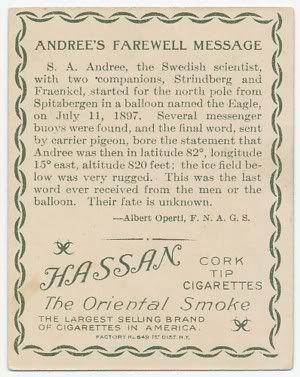 ANDREE'S FAREWELL MESSAGE
S. A. Andree, the Swedish scientist,
with two companions, Strindberg and
Fraenkel, started for the north pole from
Spitzbergen in a balloon named the Eagle,
on July 11, 1897. Several messenger
buoys were found, and the final word, sent
by carrier pigeon, bore the statement that
Andree was then in latitude 82°, longitude
15° east, altitude 820 feet; the ice field be-
low was very rugged. This was the last
word ever received from the men or the
balloon. Their fate is unknown.
—Albert Operti, F. N. A. G. S.
HASSAN
CORK
TIP
CIGARETTES
The Oriental Smoke
THE LARGEST SELLING BRAND
OF CIGARETTES IN AMERICA.
FACTORY No. 649 1ST DIST. N.Y.